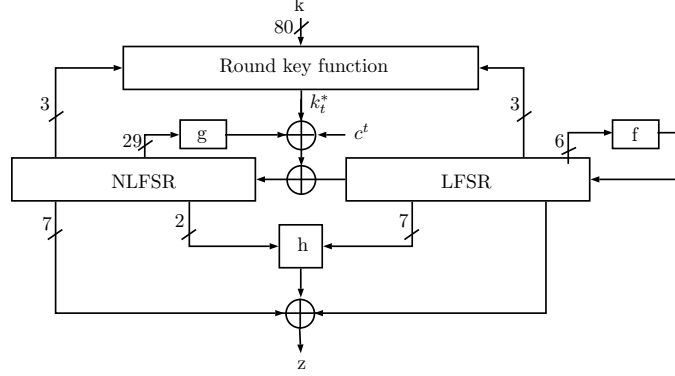 k
80
Round key function
k*t
3
3
29
g
c^t
6
f
NLFSR
LFSR
7
2
7
h
z